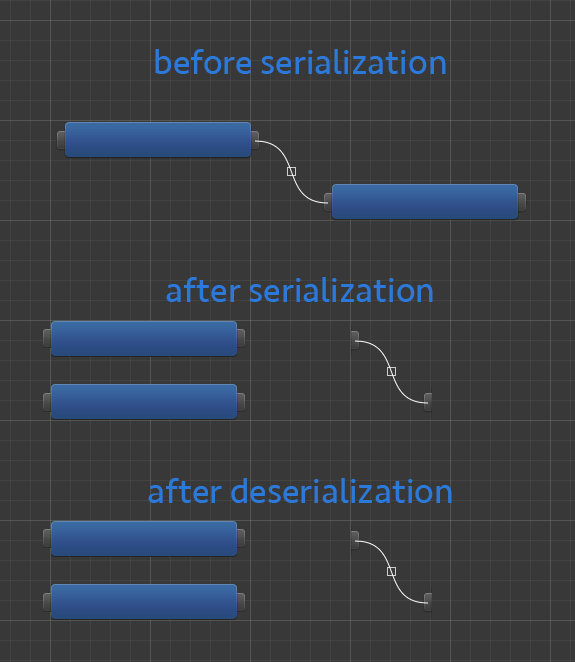 before serialization
after serialization
after deserialization